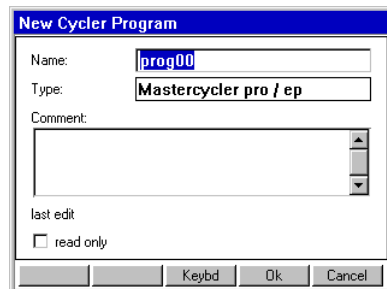 New Cycler Program
Name: prog00
Type: Mastercycler pro / ep
Comment:
last edit
read only
Keybd Ok Cancel